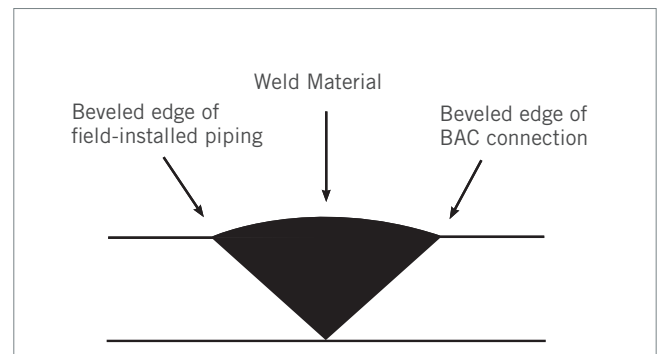 Weld Material
Beveled edge of
field-installed piping
Beveled edge of
BAC connection